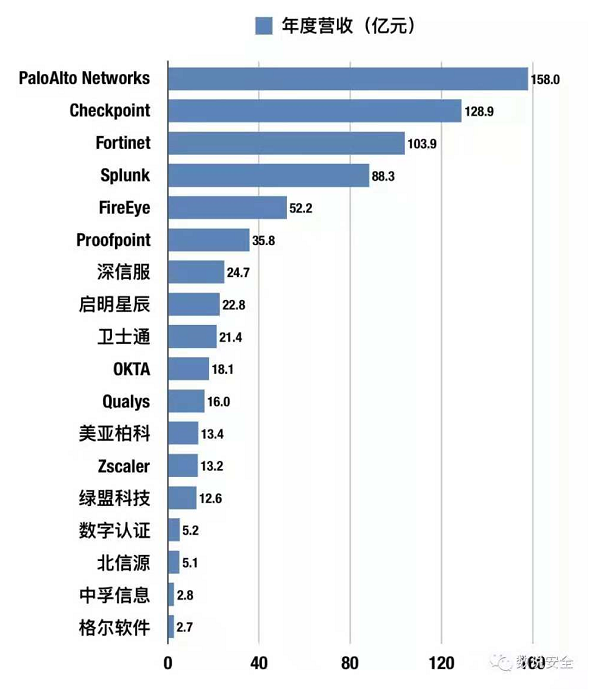 年度营收（亿元）
PaloAlto Networks 158.0
Checkpoint 128.9
Fortinet 103.9
Splunk 88.3
FireEye 52.2
Proofpoint 35.8
深信服 24.7
启明星辰 22.8
卫士通 21.4
OKTA 18.1
Qualys 16.0
美亚柏科 13.4
Zscaler 13.2
绿盟科技 12.6
数字认证 5.2
北信源 5.1
中孚信息 2.8
格尔软件 2.7
0 40 80 120 160
数说安全